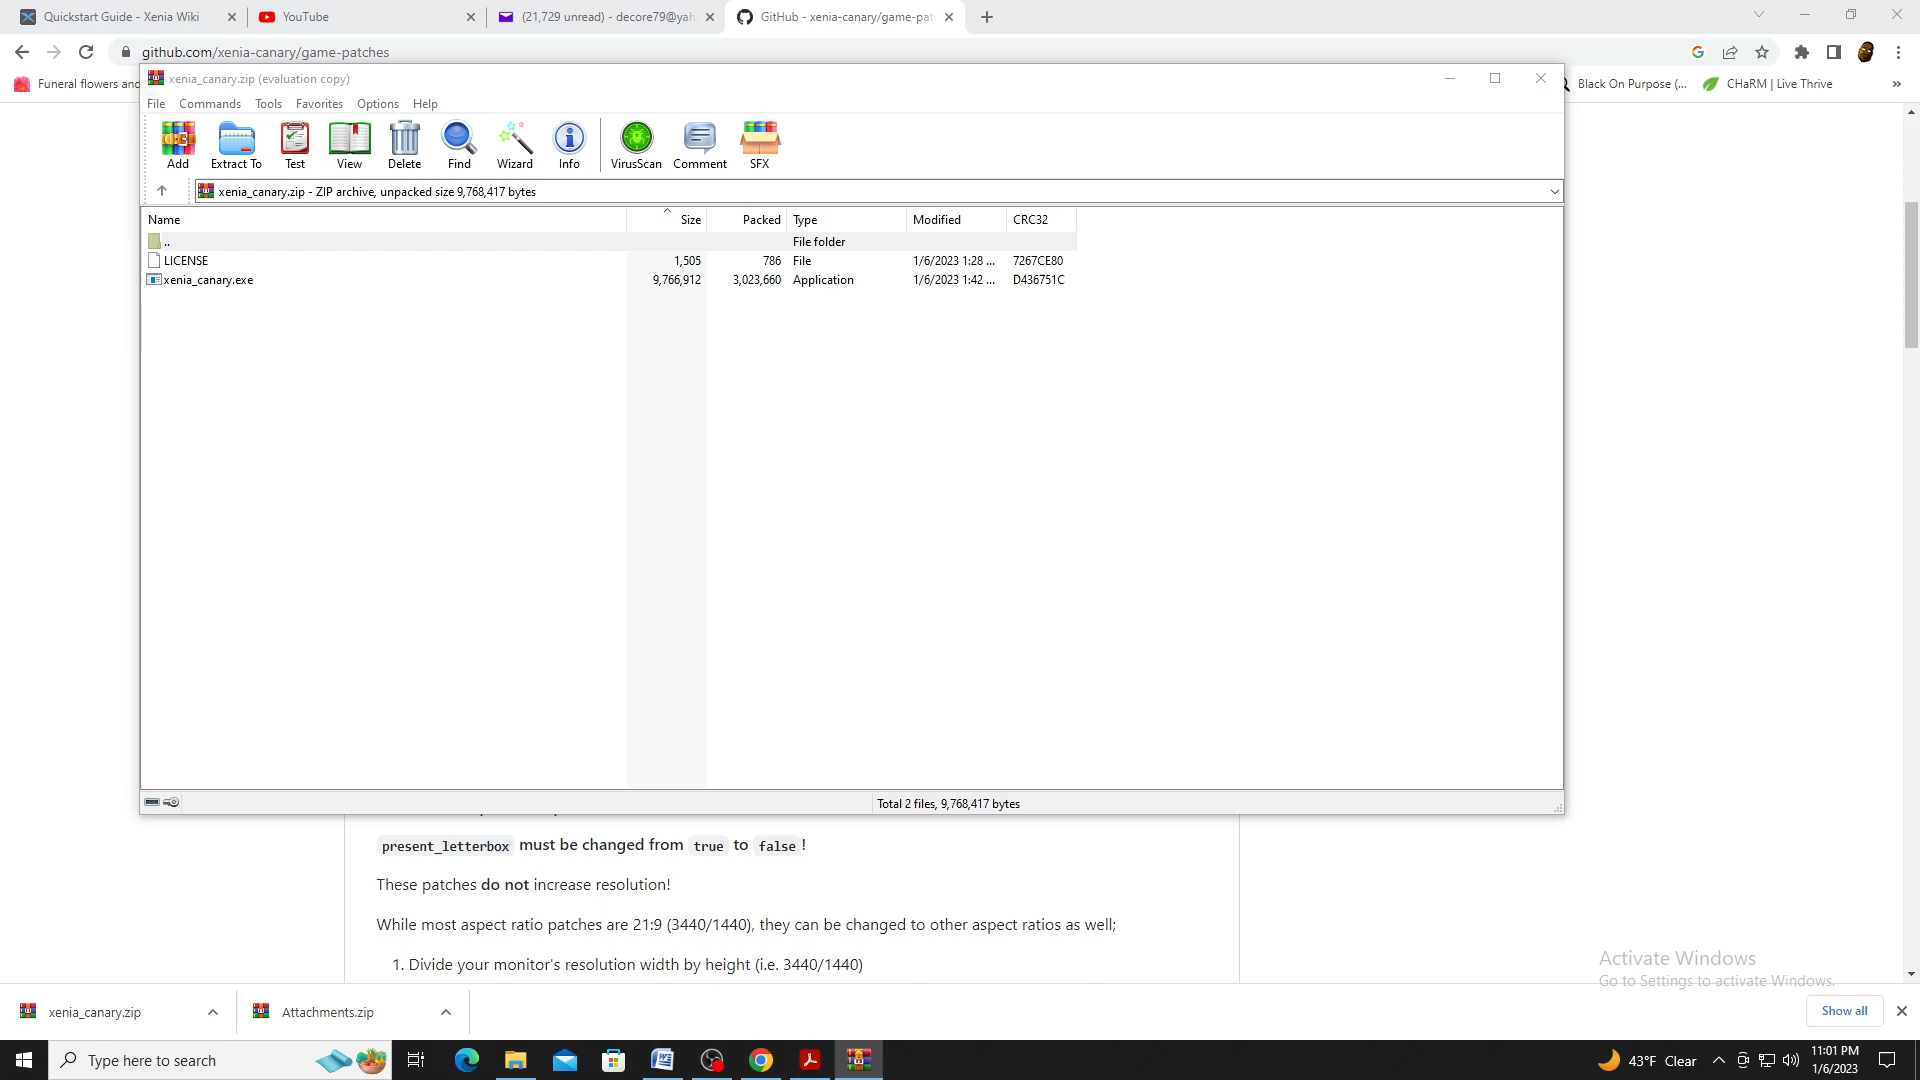 Quickstart Guide - Xenia Wiki
YouTube
(21,729 unread) - decore79@yah
GitHub - xenia-canary/game-pat
github.com/xenia-canary/game-patches
Funeral flowers and
Black On Purpose (...
CHaRM | Live Thrive
»
xenia_canary.zip (evaluation copy)
File Commands Tools Favorites Options Help
Add Extract To Test View Delete Find Wizard Info VirusScan Comment SFX
xenia_canary.zip - ZIP archive, unpacked size 9,768,417 bytes
Name Size Packed Type Modified CRC32
.. File folder
LICENSE 1,505 786 File 1/6/2023 1:28 ... 7267CE80
xenia_canary.exe 9,766,912 3,023,660 Application 1/6/2023 1:42 ... D436751C
Total 2 files, 9,768,417 bytes
present_letterbox must be changed from true to false !
These patches do not increase resolution!
While most aspect ratio patches are 21:9 (3440/1440), they can be changed to other aspect ratios as well;
1. Divide your monitor's resolution width by height (i.e. 3440/1440)
Activate Windows
Go to Settings to activate Windows.
xenia_canary.zip
Attachments.zip
Show all
Type here to search
43°F Clear
11:01 PM
1/6/2023